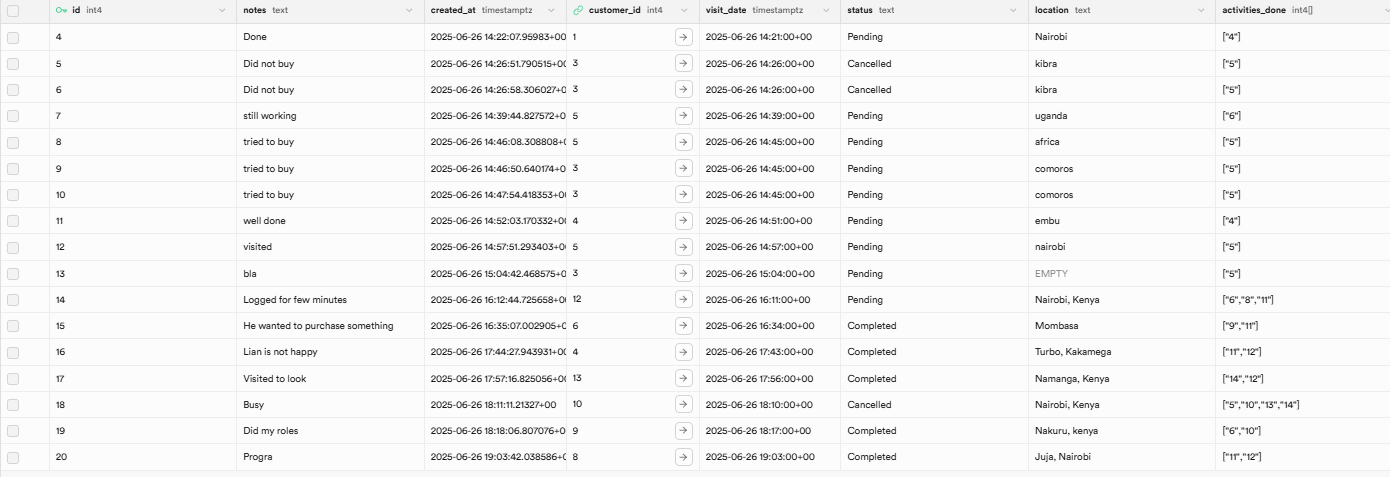 id int4 notes text created_at timestamptz customer_id int4 visit_date timestamptz status text location text activities_done int4[]
4 Done 2025-06-26 14:22:07.95983+00 1 2025-06-26 14:21:00+00 Pending Nairobi ["4"]
5 Did not buy 2025-06-26 14:26:51.790515+00 3 2025-06-26 14:26:00+00 Cancelled kibra ["5"]
6 Did not buy 2025-06-26 14:26:58.306027+0 3 2025-06-26 14:26:00+00 Cancelled kibra ["5"]
7 still working 2025-06-26 14:39:44.827572+0 5 2025-06-26 14:39:00+00 Pending uganda ["6"]
8 tried to buy 2025-06-26 14:46:08.308808+0 5 2025-06-26 14:45:00+00 Pending africa ["5"]
9 tried to buy 2025-06-26 14:46:50.640174+0 3 2025-06-26 14:45:00+00 Pending comoros ["5"]
10 tried to buy 2025-06-26 14:47:54.418353+00 3 2025-06-26 14:45:00+00 Pending comoros ["5"]
11 well done 2025-06-26 14:52:03.170332+00 4 2025-06-26 14:51:00+00 Pending embu ["4"]
12 visited 2025-06-26 14:57:51.293403+00 5 2025-06-26 14:57:00+00 Pending nairobi ["5"]
13 bla 2025-06-26 15:04:42.468575+0 3 2025-06-26 15:04:00+00 Pending EMPTY ["5"]
14 Logged for few minutes 2025-06-26 16:12:44.725658+00 12 2025-06-26 16:11:00+00 Pending Nairobi, Kenya ["6","8","11"]
15 He wanted to purchase something 2025-06-26 16:35:07.002905+0 6 2025-06-26 16:34:00+00 Completed Mombasa ["9","11"]
16 Lian is not happy 2025-06-26 17:44:27.943931+00 4 2025-06-26 17:43:00+00 Completed Turbo, Kakamega ["11","12"]
17 Visited to look 2025-06-26 17:57:16.825056+00 13 2025-06-26 17:56:00+00 Completed Namanga, Kenya ["14","12"]
18 Busy 2025-06-26 18:11:11.21327+00 10 2025-06-26 18:10:00+00 Cancelled Nairobi, Kenya ["5","10","13","14"]
19 Did my roles 2025-06-26 18:18:06.807076+0 9 2025-06-26 18:17:00+00 Completed Nakuru, kenya ["6","10"]
20 Progra 2025-06-26 19:03:42.038586+0 8 2025-06-26 19:03:00+00 Completed Juja, Nairobi ["11","12"]